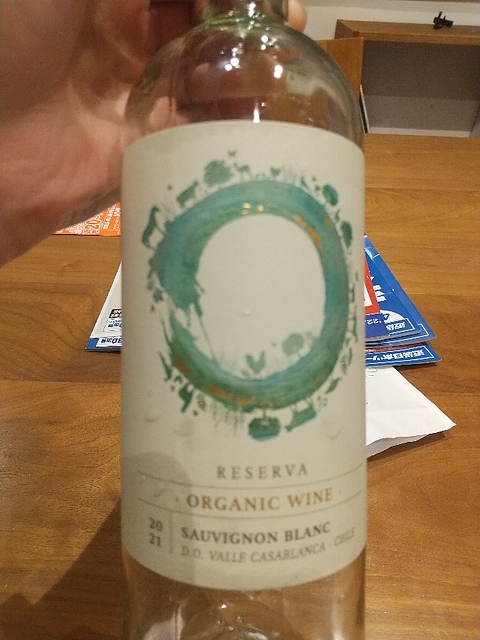 RESERVA
· ORGANIC WINE ·
20
21
SAUVIGNON BLANC
D.O. VALLE CASABLANCA - CHILE